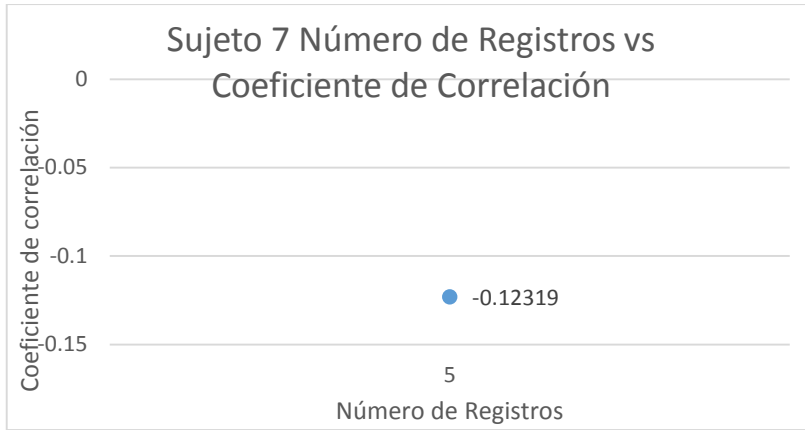 Sujeto 7 Número de Registros vs
Coeficiente de Correlación
Coeficiente de correlación
0
-0.05
-0.1
-0.15
-0.12319
5
Número de Registros